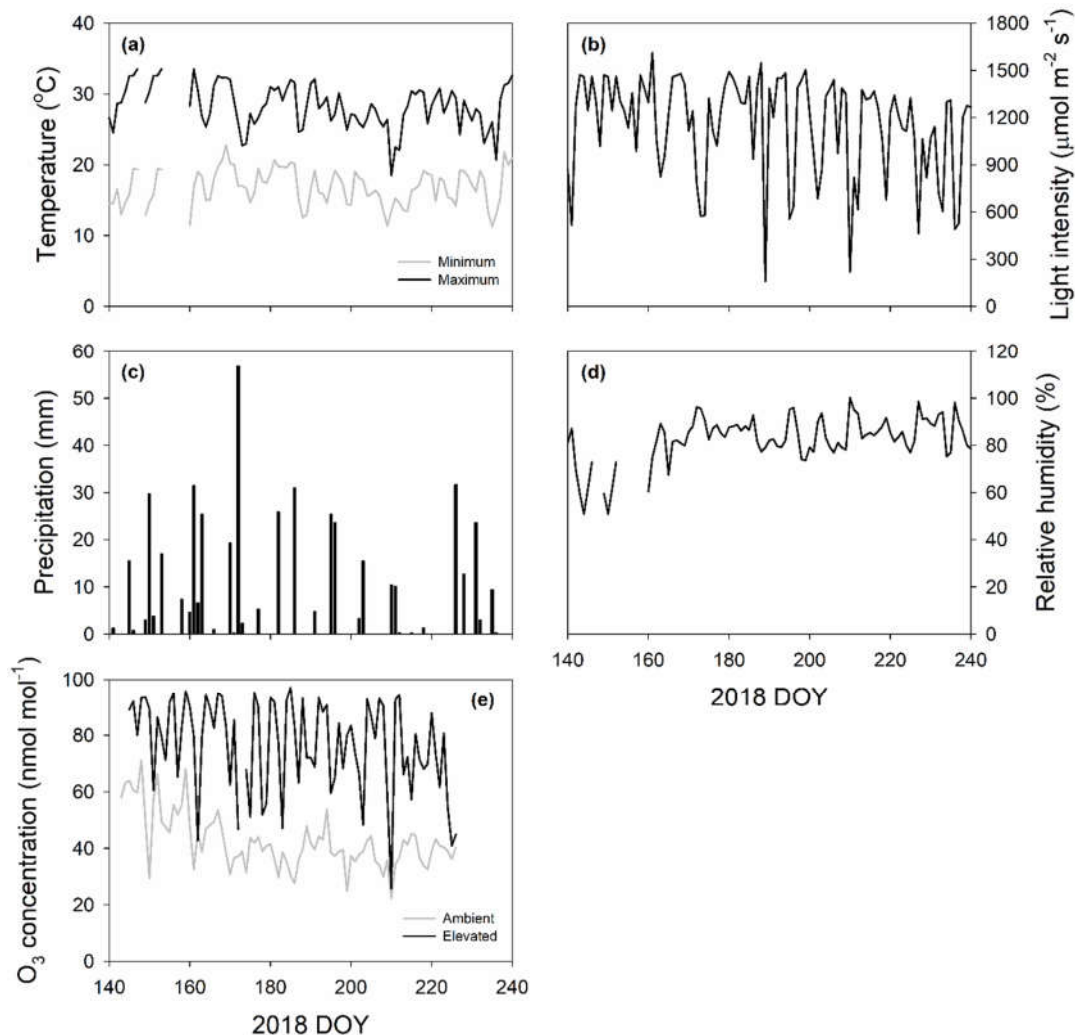 (a)
Temperature (°C)
40
30
20
10
0
Minimum
Maximum
(b)
1800
1500
1200
900
600
300
0
Light intensity (μmol m⁻² s⁻¹)
(c)
Precipitation (mm)
60
50
40
30
20
10
0
(d)
120
100
80
60
40
20
0
Relative humidity (%)
140 160 180 200 220 240
2018 DOY
(e)
O₃ concentration (nmol mol⁻¹)
100
80
60
40
20
0
Ambient
Elevated
140 160 180 200 220 240
2018 DOY